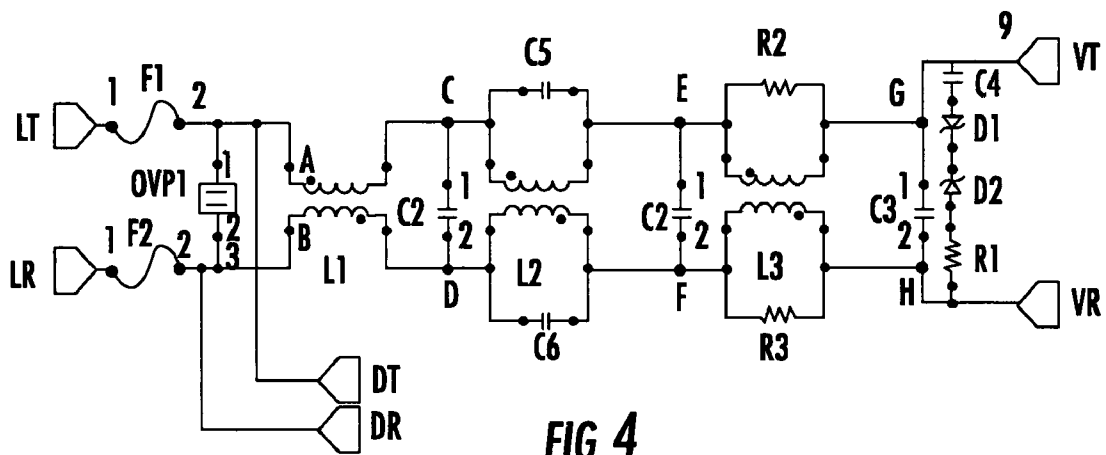 9
C5
R2
VT
F1
C
E
G
C4
1
2
LT
D1
A
1
OVP1
1
1
1
D2
C2
C2
C3
F2
2
B
2
2
2
LR
1
2
3
L1
L2
L3
R1
D
F
H
VR
C6
R3
DT
DR
FIG 4